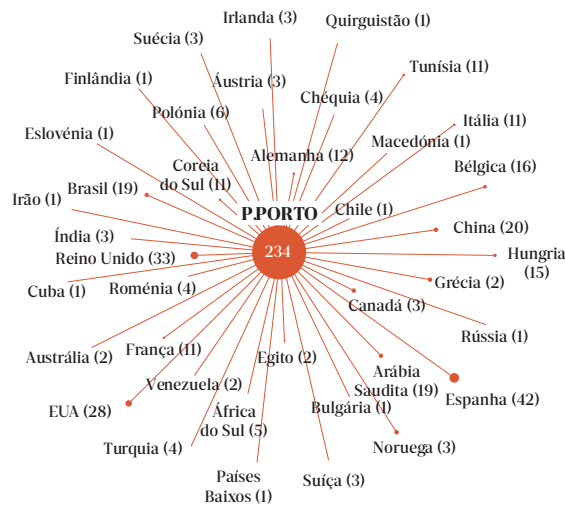 Irlanda (3)
Quirguistão (1)
Suécia (3)
Tunísia (11)
Finlândia (1)
Áustria (3)
Chéquia (4)
Polónia (6)
Itália (11)
Eslovénia (1)
Macedónia (1)
Alemanha (12)
Bélgica (16)
Coreia
do Sul (11)
Brasil (19)
Irão (1)
P.PORTO
Chile (1)
China (20)
Índia (3)
Reino Unido (33)
234
Hungria
(15)
Cuba (1)
Roménia (4)
Grécia (2)
Canadá (3)
Rússia (1)
Austrália (2)
França (11)
Egito (2)
Arábia
Saudita (19)
Venezuela (2)
Espanha (42)
EUA (28)
África
do Sul (5)
Bulgária (1)
Turquia (4)
Noruega (3)
Países
Baixos (1)
Suíça (3)